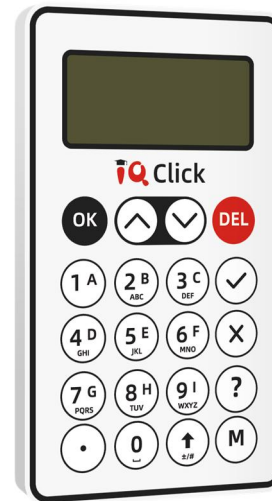 iQ Click
OK DEL
1 A 2 B ABC 3 C DEF ✓
4 D GHI 5 E JKL 6 F MNO X
7 G PQRS 8 H TUV 9 I WXYZ ?
• 0 ⎵ ↑ ±/# M